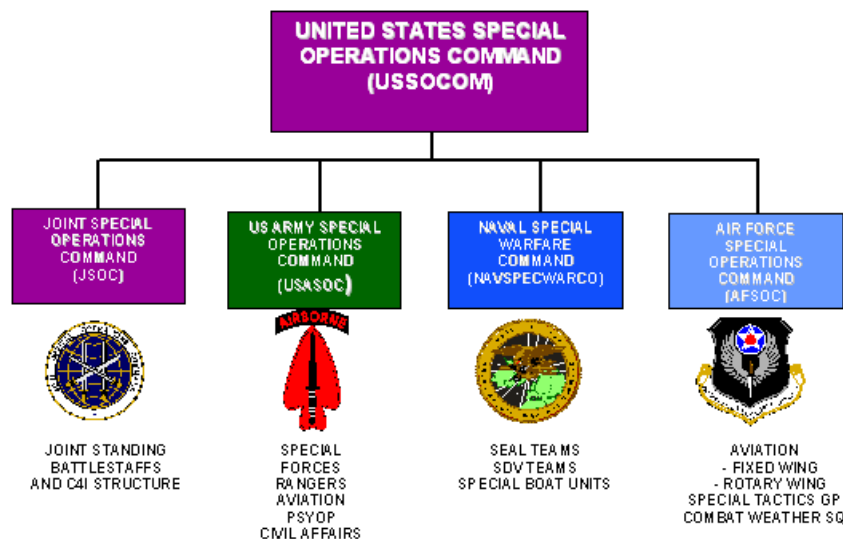 UNITED STATES SPECIAL
OPERATIONS COMMAND
(USSOCOM)
JOINT SPECIAL
OPERATIONS
COMMAND
(JSOC)
US ARMY SPECIAL
OPERATIONS
COMMAND
(USASOC)
NAVAL SPECIAL
WARFARE
COMMAND
(NAVSPECWARCO)
AIR FORCE
SPECIAL
OPERATIONS
COMMAND
(AFSOC)
AIRBORNE
JOINT STANDING
BATTLESTAFFS
AND C4I STRUCTURE
SPECIAL
FORCES
RANGERS
AVIATION
PSYOP
CIVIL AFFAIRS
SEAL TEAMS
SDV TEAMS
SPECIAL BOAT UNITS
AVIATION
- FIXED WING
- ROTARY WING
SPECIAL TACTICS GP
COMBAT WEATHER SQ